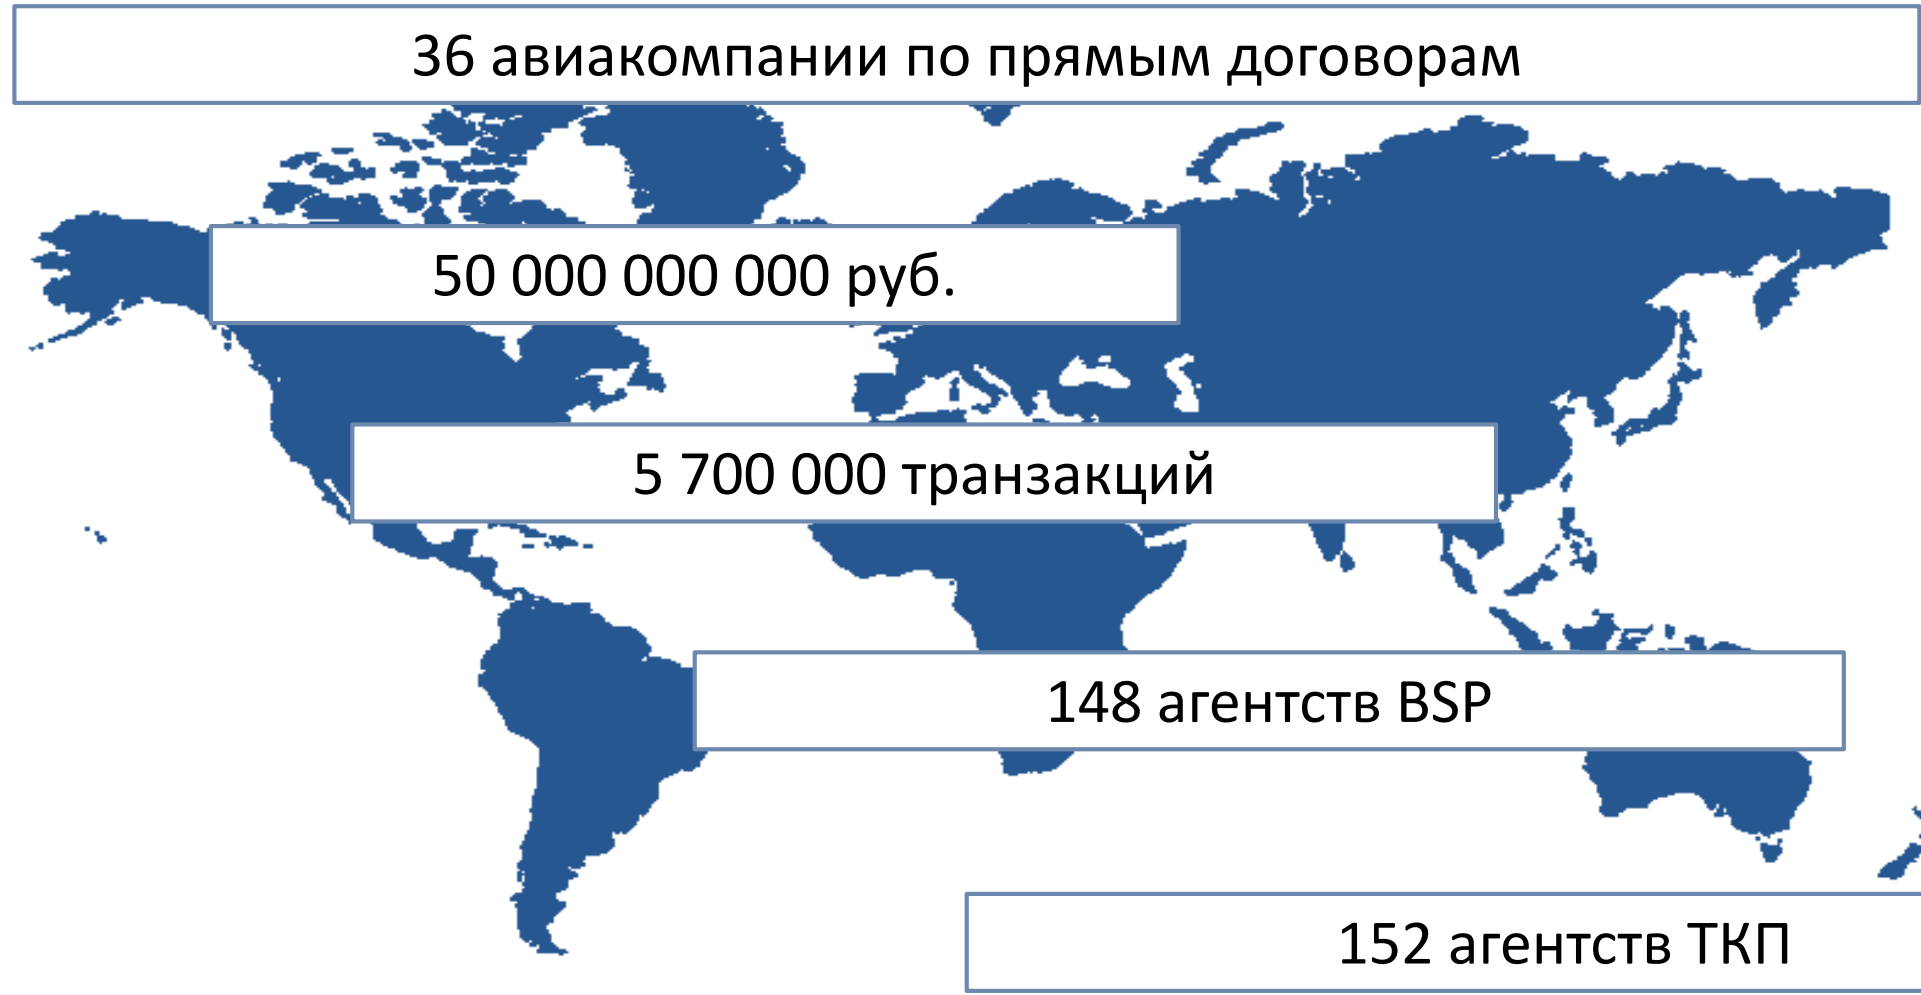 36 авиакомпании по прямым договорам
50 000 000 000 руб.
5 700 000 транзакций
148 агентств BSP
152 агентств ТКП